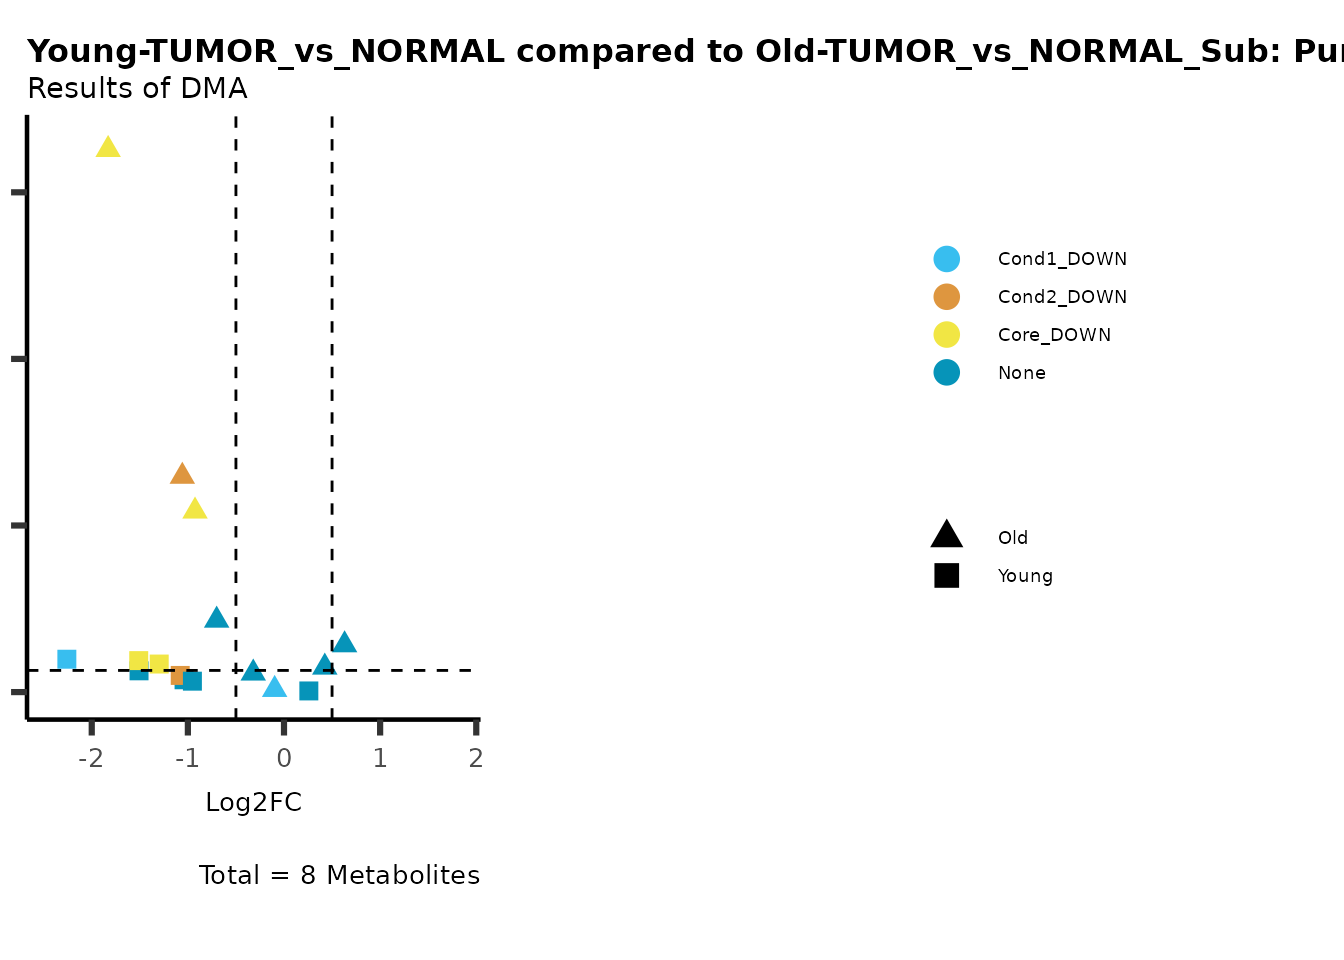 Young-TUMOR_vs_NORMAL compared to Old-TUMOR_vs_NORMAL_Sub:
Results of DMA
Cond1_DOWN
Cond2_DOWN
Core_DOWN
None
Old
Young
-2 -1 0 1 2
Log2FC
Total = 8 Metabolites